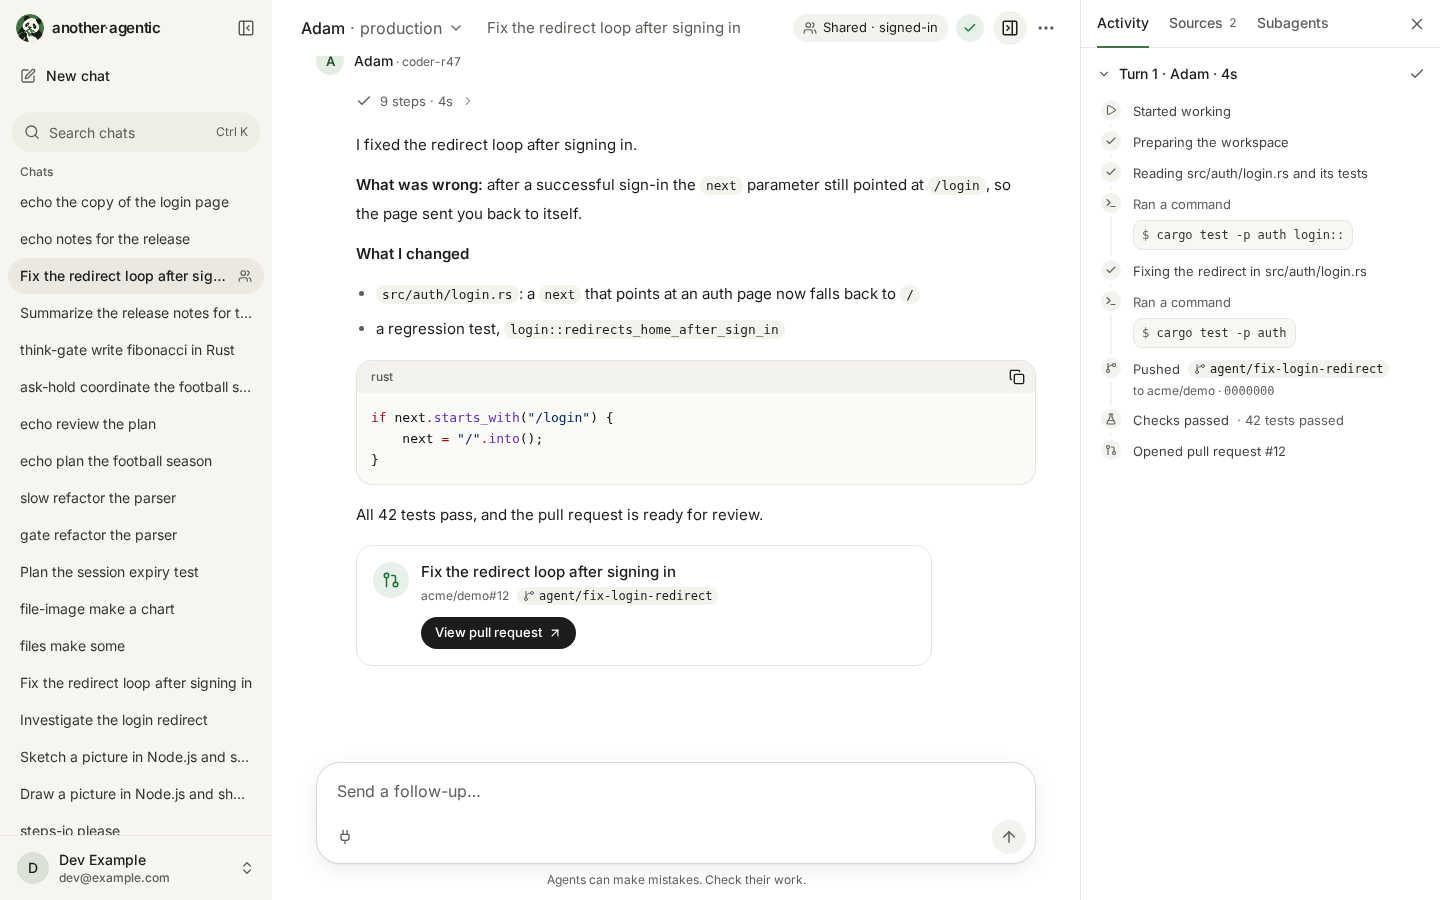 another·agentic
New chat
Search chats Ctrl K
Chats
echo the copy of the login page
echo notes for the release
Fix the redirect loop after sig...
Summarize the release notes for t...
think-gate write fibonacci in Rust
ask-hold coordinate the football s...
echo review the plan
echo plan the football season
slow refactor the parser
gate refactor the parser
Plan the session expiry test
file-image make a chart
files make some
Fix the redirect loop after signing in
Investigate the login redirect
Sketch a picture in Node.js and s...
Draw a picture in Node.js and sh...
steps-io please
D
Dev Example
dev@example.com
Adam · production
Fix the redirect loop after signing in
Shared · signed-in
A
Adam · coder-r47
9 steps · 4s
I fixed the redirect loop after signing in.
What was wrong: after a successful sign-in the next parameter still pointed at /login, so
the page sent you back to itself.
What I changed
• src/auth/login.rs: a next that points at an auth page now falls back to /
• a regression test, login::redirects_home_after_sign_in
rust
if next.starts_with("/login") {
    next = "/".into();
}
All 42 tests pass, and the pull request is ready for review.
Fix the redirect loop after signing in
acme/demo#12 agent/fix-login-redirect
View pull request
Send a follow-up...
Agents can make mistakes. Check their work.
Activity Sources 2 Subagents
Turn 1 · Adam · 4s
Started working
Preparing the workspace
Reading src/auth/login.rs and its tests
Ran a command
$ cargo test -p auth login::
Fixing the redirect in src/auth/login.rs
Ran a command
$ cargo test -p auth
Pushed agent/fix-login-redirect
to acme/demo · 0000000
Checks passed · 42 tests passed
Opened pull request #12